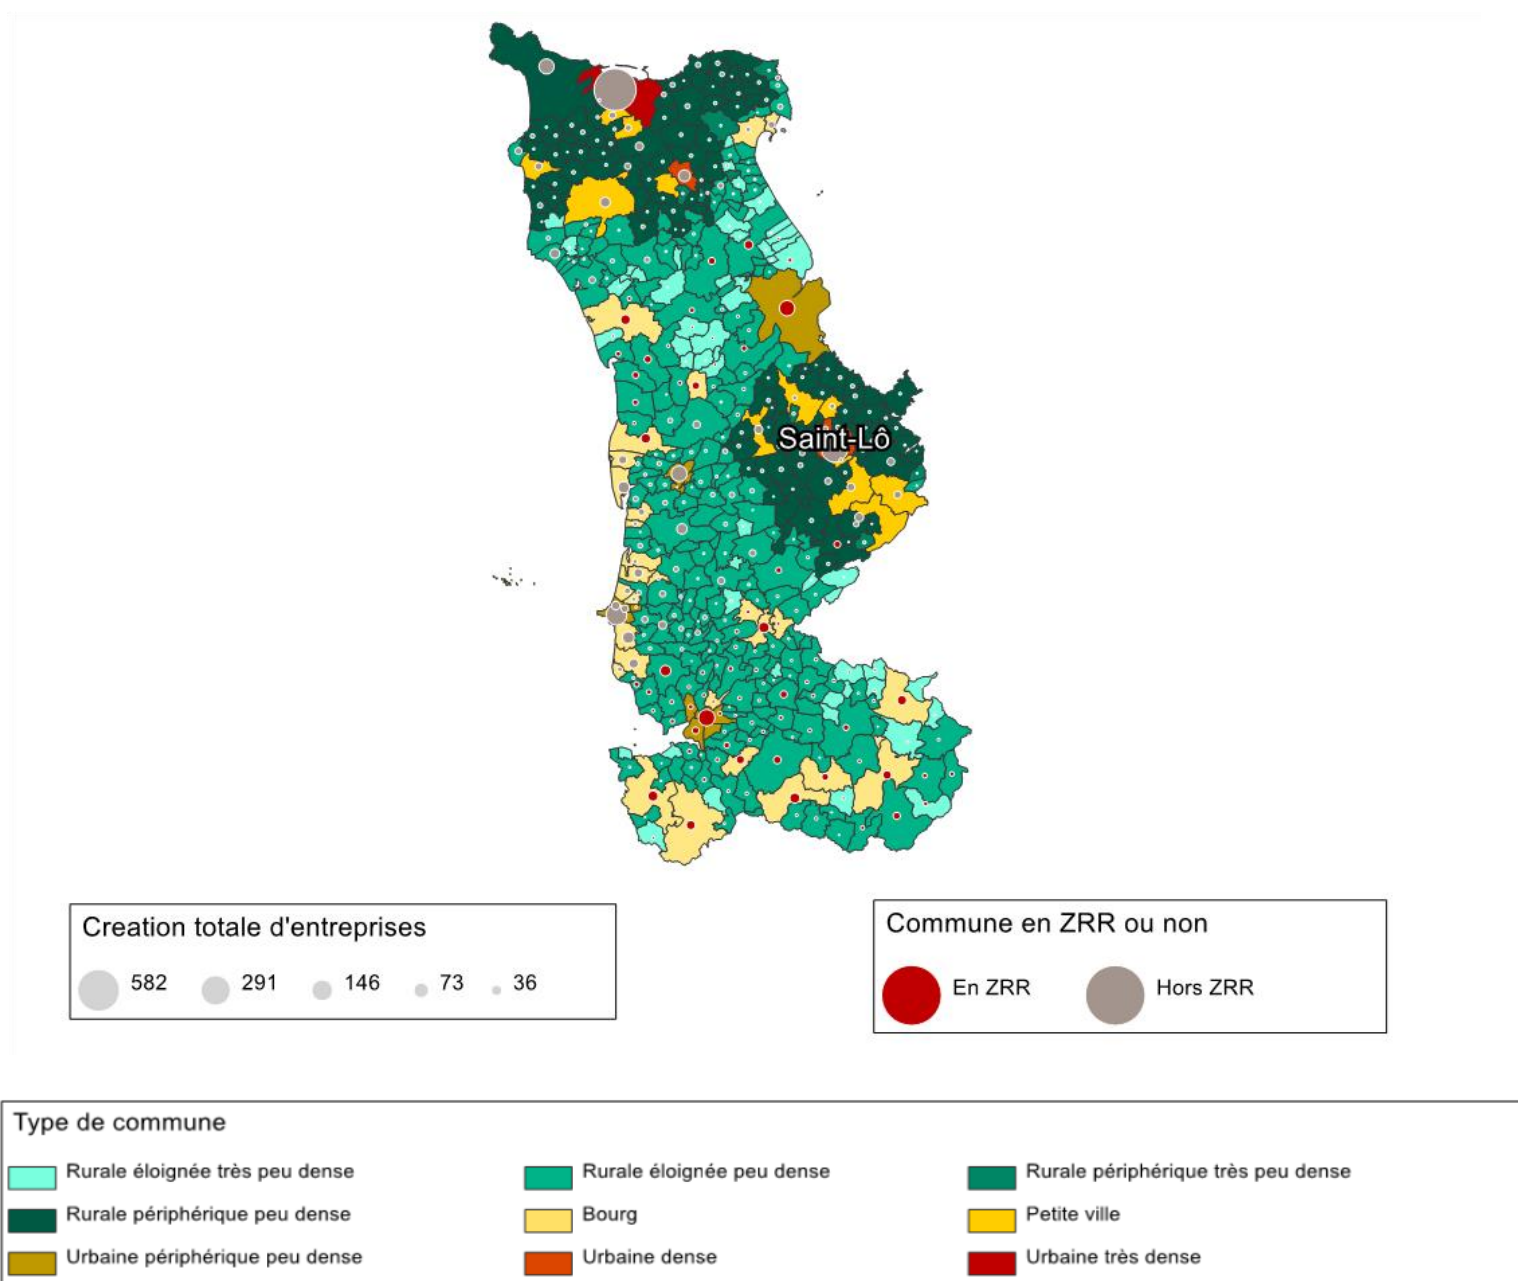 Saint-Lô
Creation totale d'entreprises
582 291 146 73 36
Commune en ZRR ou non
En ZRR Hors ZRR
Type de commune
Rurale éloignée très peu dense Rurale éloignée peu dense Rurale périphérique très peu dense
Rurale périphérique peu dense Bourg Petite ville
Urbaine périphérique peu dense Urbaine dense Urbaine très dense